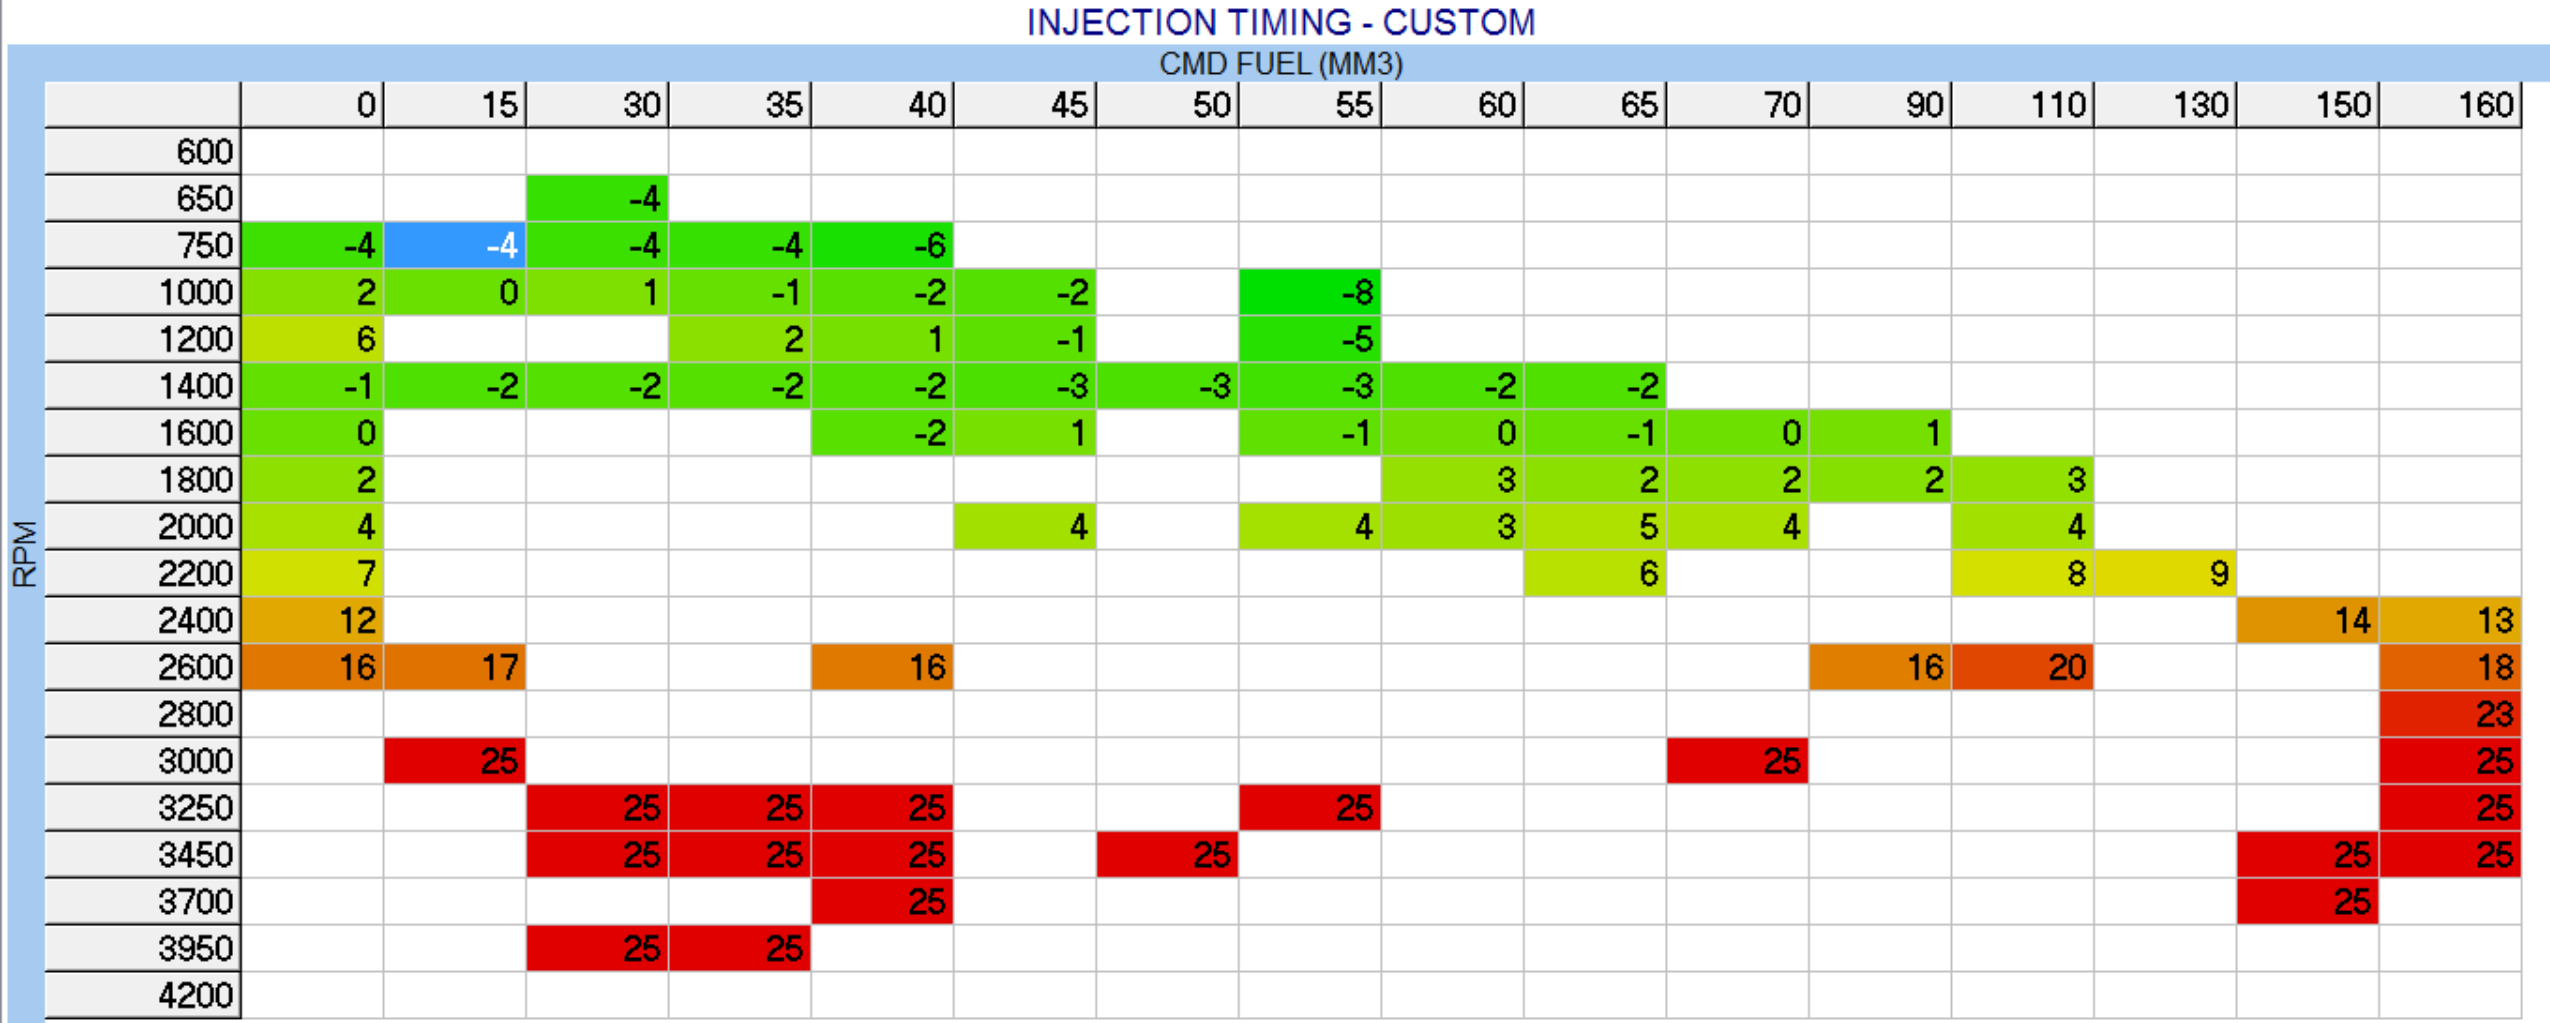 INJECTION TIMING - CUSTOM
CMD FUEL (MM3)
0 15 30 35 40 45 50 55 60 65 70 90 110 130 150 160
600
650 -4
750 -4 -4 -4 -4 -6
1000 2 0 1 -1 -2 -2 -8
1200 6 2 1 -1 -5
1400 -1 -2 -2 -2 -2 -3 -3 -3 -2 -2
1600 0 -2 1 -1 0 -1 0 1
1800 2 3 2 2 2 3
2000 4 4 4 3 5 4 4
RPM
2200 7 6 8 9
2400 12 14 13
2600 16 17 16 16 20 18
2800 23
3000 25 25 25
3250 25 25 25 25 25
3450 25 25 25 25 25 25
3700 25 25
3950 25 25
4200